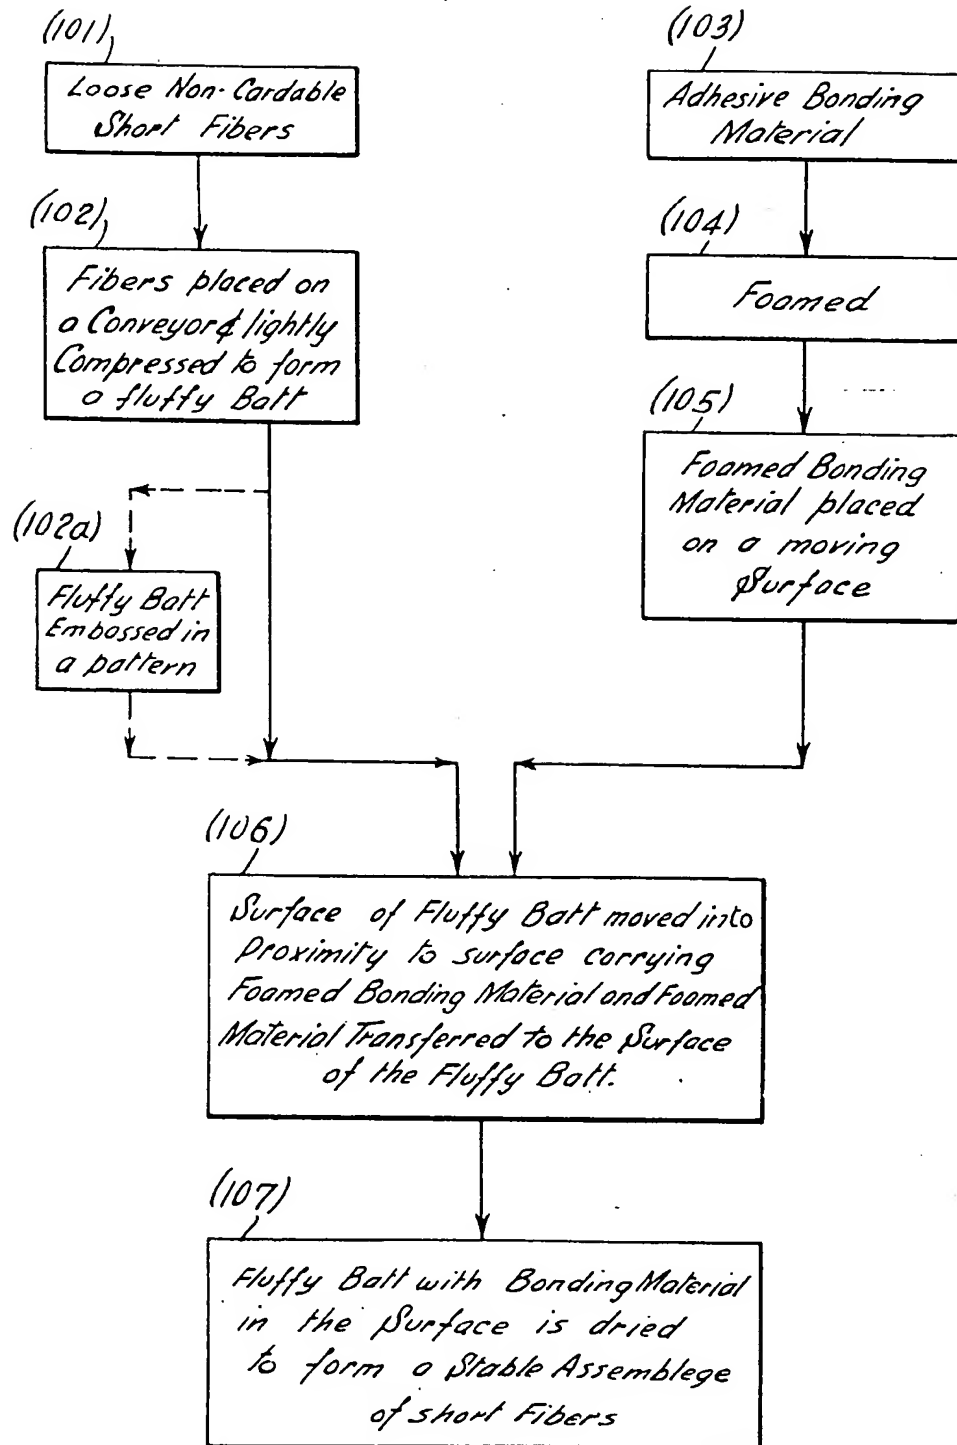 (101)
Loose Non-Cardable
Short Fibers
(102)
Fibers placed on
a Conveyor & lightly
Compressed to form
a fluffy Batt
(102a)
Fluffy Batt
Embossed in
a pattern
(103)
Adhesive Bonding
Material
(104)
Foamed
(105)
Foamed Bonding
Material placed
on a moving
Surface
(106)
Surface of Fluffy Batt moved into
Proximity to surface carrying
Foamed Bonding Material and Foamed
Material Transferred to the Surface
of the Fluffy Batt.
(107)
Fluffy Batt with Bonding Material
in the Surface is dried
to form a Stable Assemblege
of short Fibers